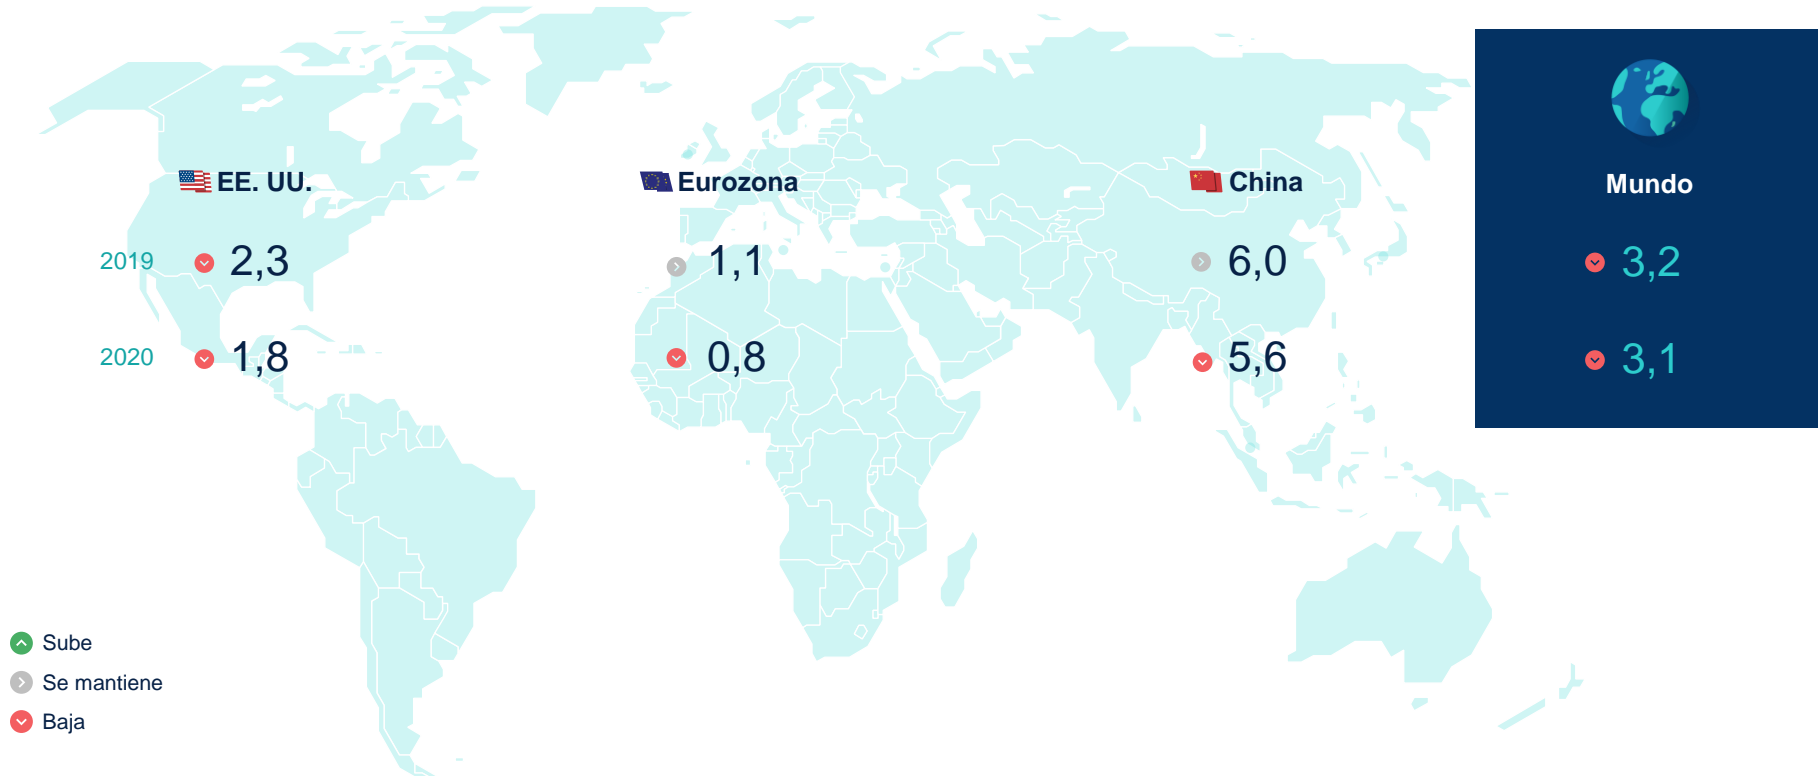 EE. UU.
Eurozona
China
Mundo
2019
2,3
1,1
6,0
3,2
2020
1,8
0,8
5,6
3,1
Sube
Se mantiene
Baja